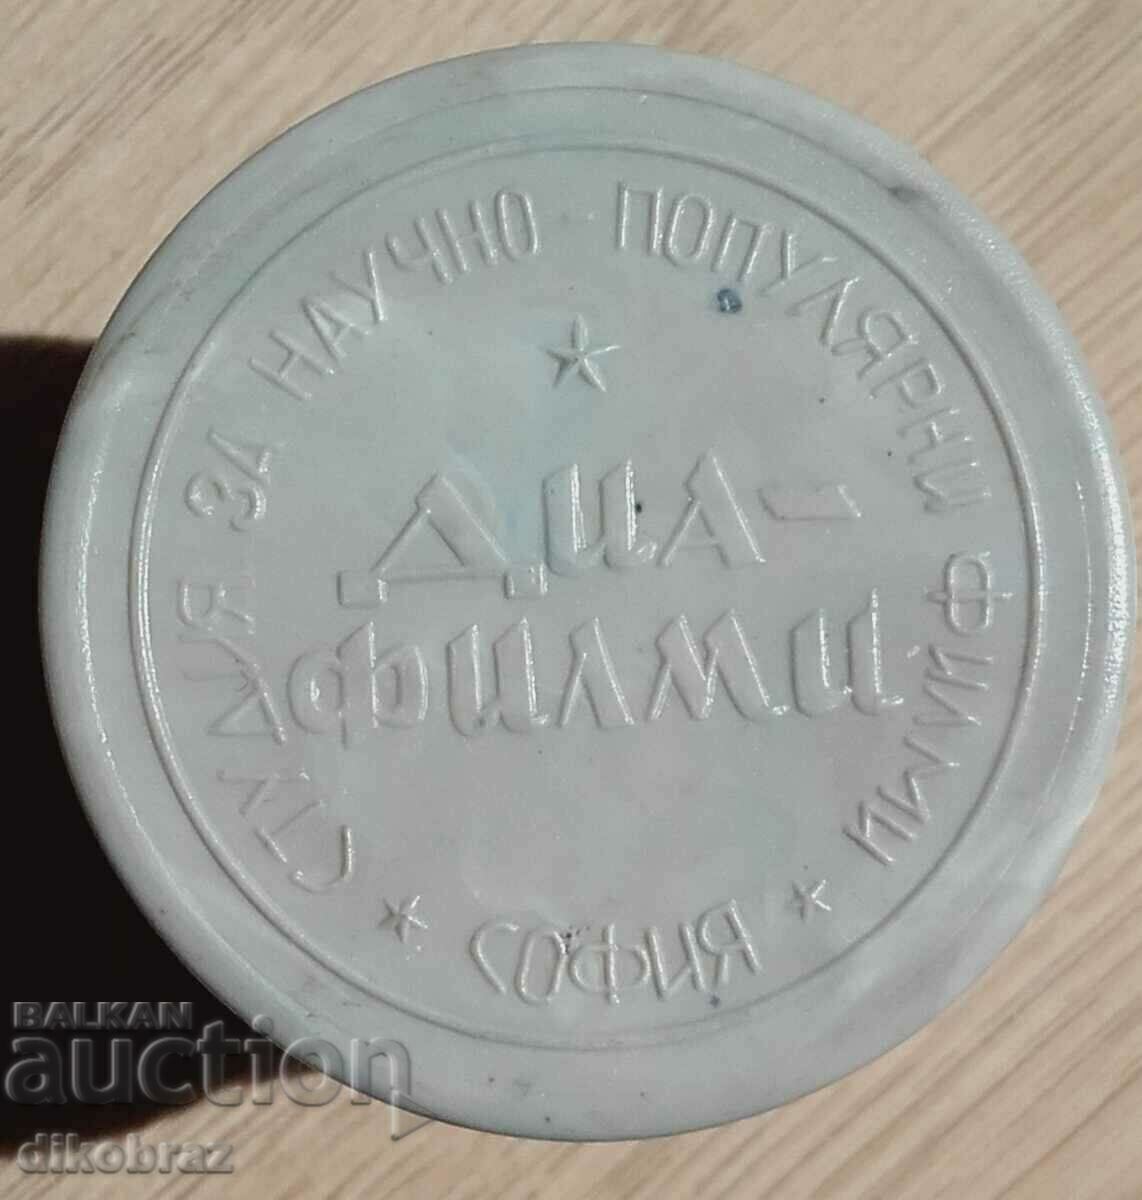 СТУДИЯ ЗА НАУЧНО - ПОПУЛЯРНИ ФИЛМИ
ДИА-
ФИЛМИ
СОФИЯ
BALKAN
auction
dikobraz